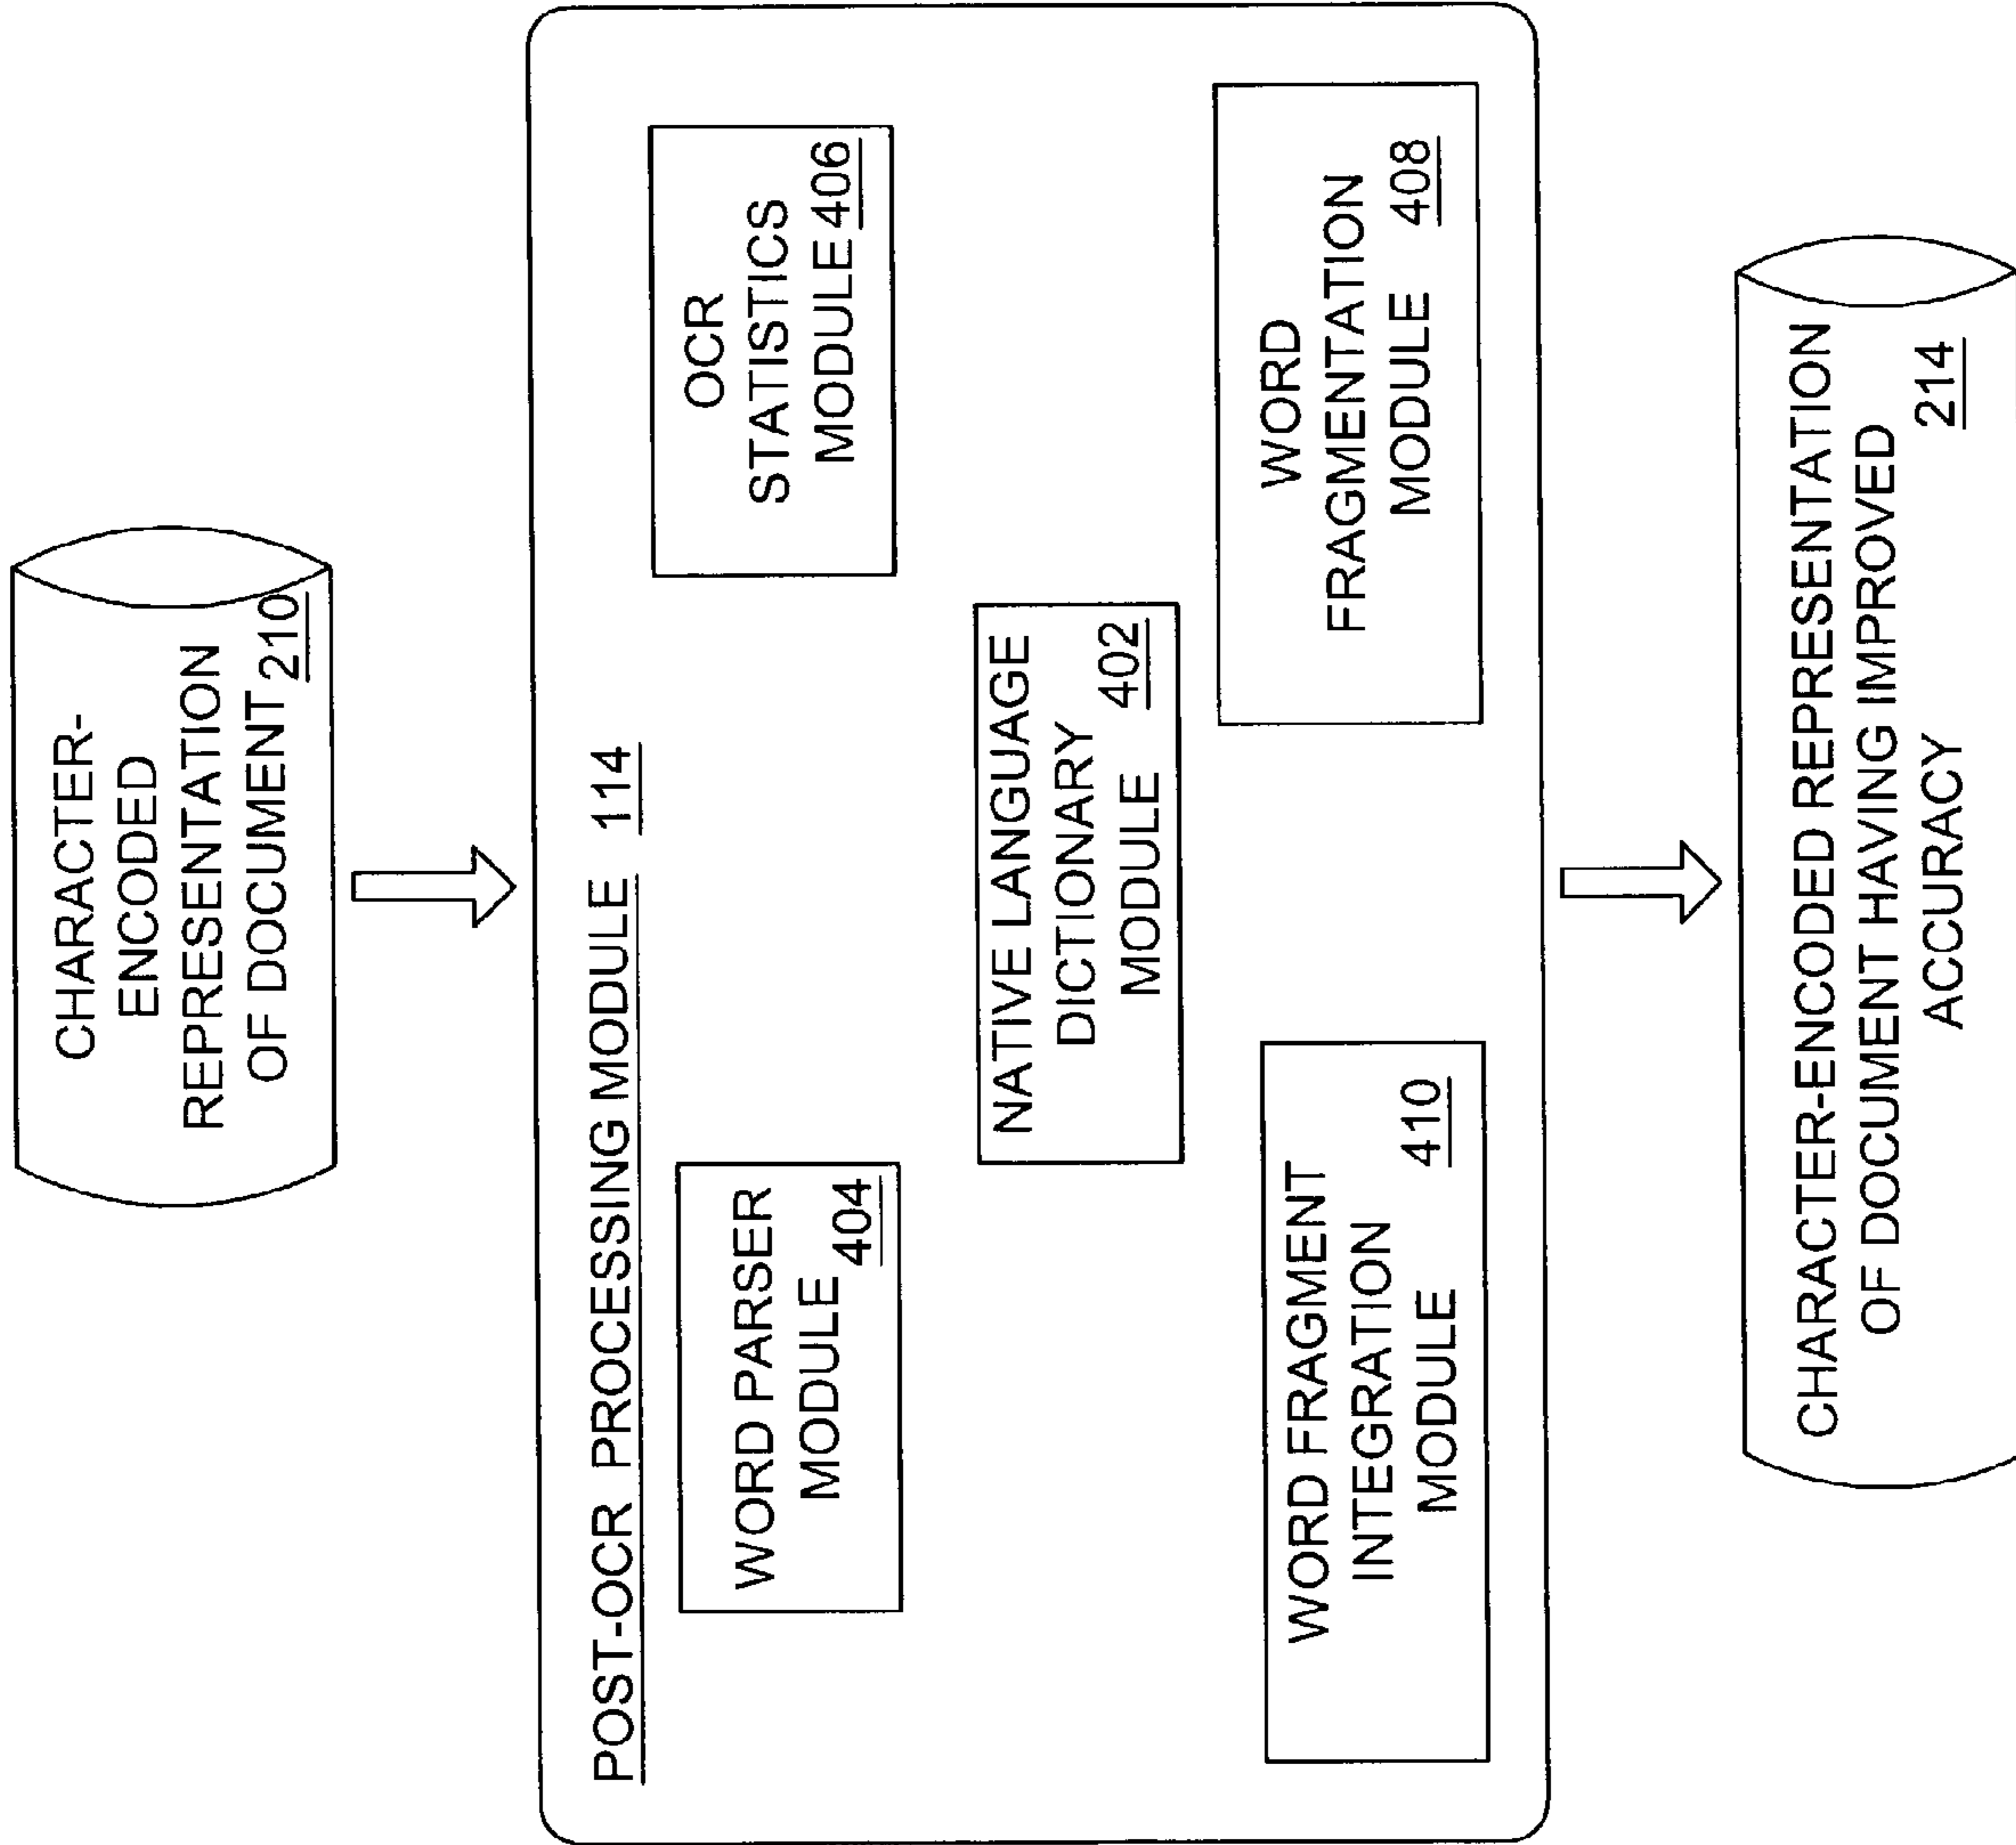 CHARACTER-
ENCODED
REPRESENTATION
OF DOCUMENT 210
POST-OCR PROCESSING MODULE 114
WORD PARSER
MODULE 404
OCR
STATISTICS
MODULE 406
NATIVE LANGUAGE
DICTIONARY
MODULE 402
WORD FRAGMENT
INTEGRATION 410
MODULE
WORD
FRAGMENTATION
MODULE 408
CHARACTER-ENCODED REPRESENTATION
OF DOCUMENT HAVING IMPROVED
ACCURACY 214